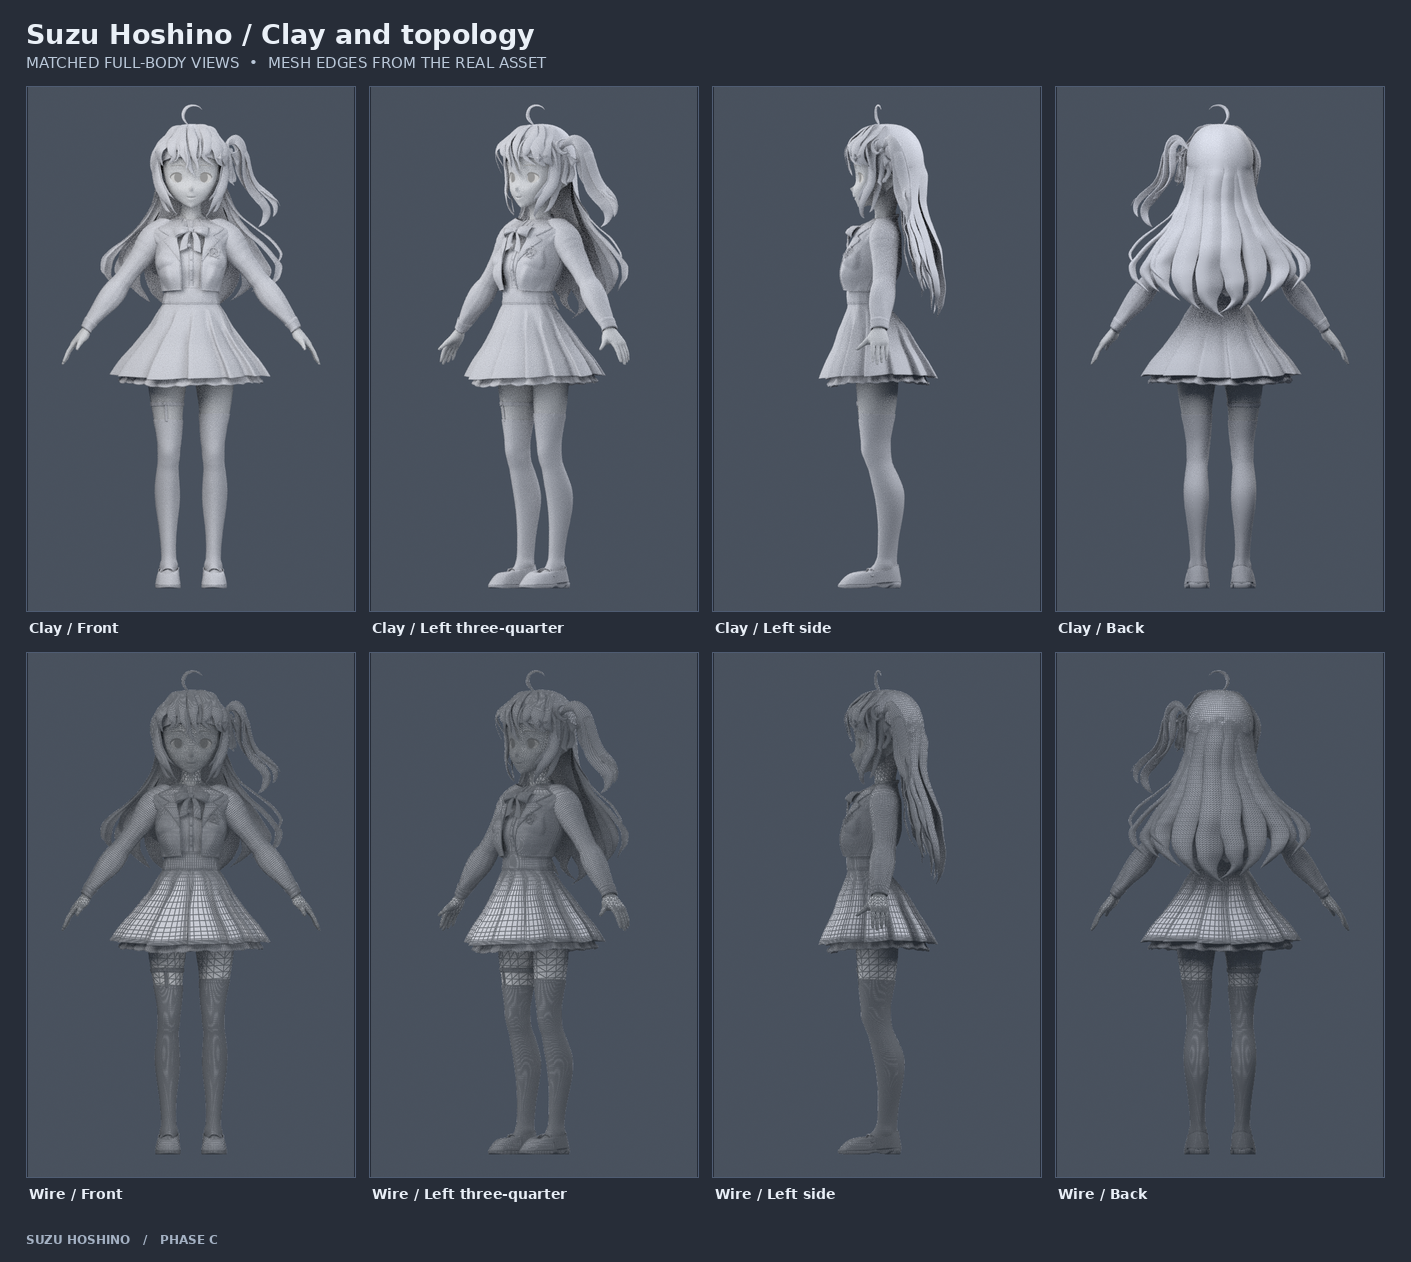 Suzu Hoshino / Clay and topology
MATCHED FULL-BODY VIEWS • MESH EDGES FROM THE REAL ASSET
Clay / Front
Clay / Left three-quarter
Clay / Left side
Clay / Back
Wire / Front
Wire / Left three-quarter
Wire / Left side
Wire / Back
SUZU HOSHINO / PHASE C